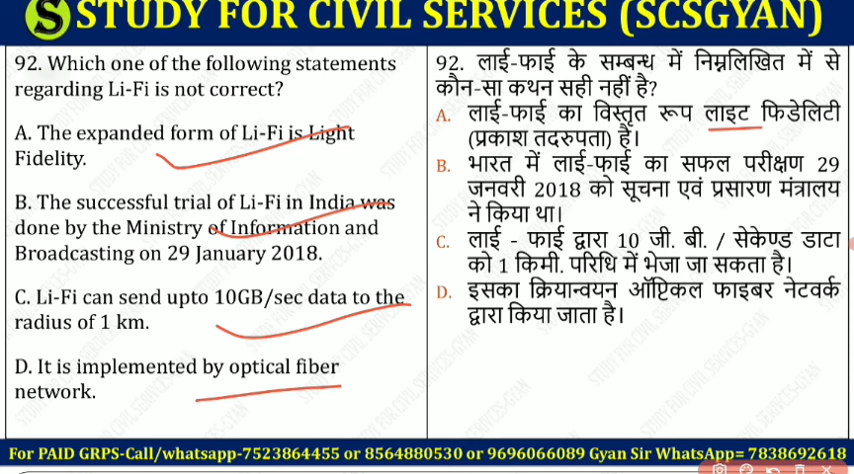 S STUDY FOR CIVIL SERVICES (SCSGYAN)
92. Which one of the following statements
regarding Li-Fi is not correct?
A. The expanded form of Li-Fi is Light
Fidelity.
B. The successful trial of Li-Fi in India was
done by the Ministry of Information and
Broadcasting on 29 January 2018.
C. Li-Fi can send upto 10GB/sec data to the
radius of 1 km.
D. It is implemented by optical fiber
network.
92. लाई-फाई के सम्बन्ध में निम्नलिखित में से
कौन-सा कथन सही नहीं है?
A. लाई-फाई का विस्तृत रूप लाइट फिडेलिटी
(प्रकाश तदरुपता) है।
B. भारत में लाई-फाई का सफल परीक्षण 29
जनवरी 2018 को सूचना एवं प्रसारण मंत्रालय
ने किया था।
C. लाई - फाई द्वारा 10 जी. बी. / सेकेण्ड डाटा
को 1 किमी. परिधि में भेजा जा सकता है।
D. इसका क्रियान्वयन ऑप्टिकल फाइबर नेटवर्क
द्वारा किया जाता है।
For PAID GRPS-Call/whatsapp-7523864455 or 8564880530 or 9696066089 Gyan Sir WhatsApp= 7838692618